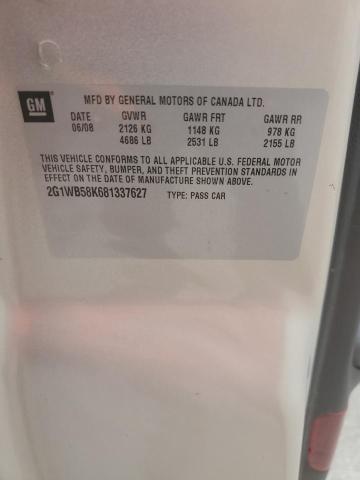 GM
MFD BY GENERAL MOTORS OF CANADA LTD.
DATE GVWR GAWR FRT GAWR RR
06/08 2126 KG 1148 KG 978 KG
4686 LB 2531 LB 2155 LB
THIS VEHICLE CONFORMS TO ALL APPLICABLE U.S. FEDERAL MOTOR
VEHICLE SAFETY, BUMPER, AND THEFT PREVENTION STANDARDS IN
EFFECT ON THE DATE OF MANUFACTURE SHOWN ABOVE.
2G1WB58K681337627 TYPE: PASS CAR